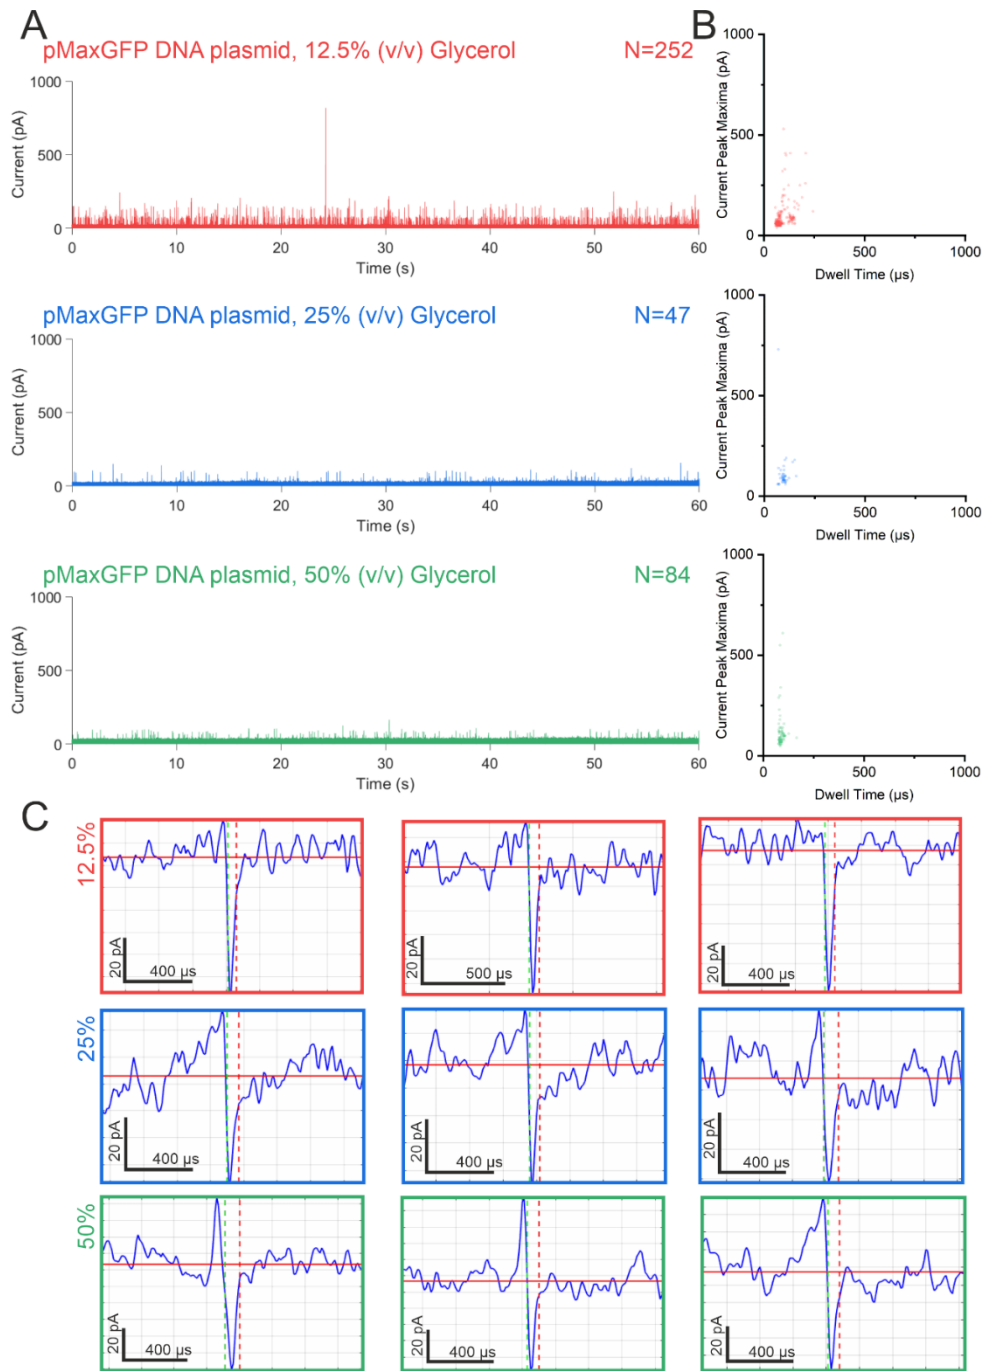 A
pMaxGFP DNA plasmid, 12.5% (v/v) Glycerol N=252
1000
500
0
Current (pA)
0 10 20 30 40 50 60
Time (s)
B
1000
500
0
Current Peak Maxima (pA)
0 500 1000
Dwell Time (µs)
pMaxGFP DNA plasmid, 25% (v/v) Glycerol N=47
1000
500
0
Current (pA)
0 10 20 30 40 50 60
Time (s)
1000
500
0
Current Peak Maxima (pA)
0 500 1000
Dwell Time (µs)
pMaxGFP DNA plasmid, 50% (v/v) Glycerol N=84
1000
500
0
Current (pA)
0 10 20 30 40 50 60
Time (s)
1000
500
0
Current Peak Maxima (pA)
0 500 1000
Dwell Time (µs)
C
12.5%
20 pA
400 µs
20 pA
500 µs
20 pA
400 µs
25%
20 pA
400 µs
20 pA
400 µs
20 pA
400 µs
50%
20 pA
400 µs
20 pA
400 µs
20 pA
400 µs